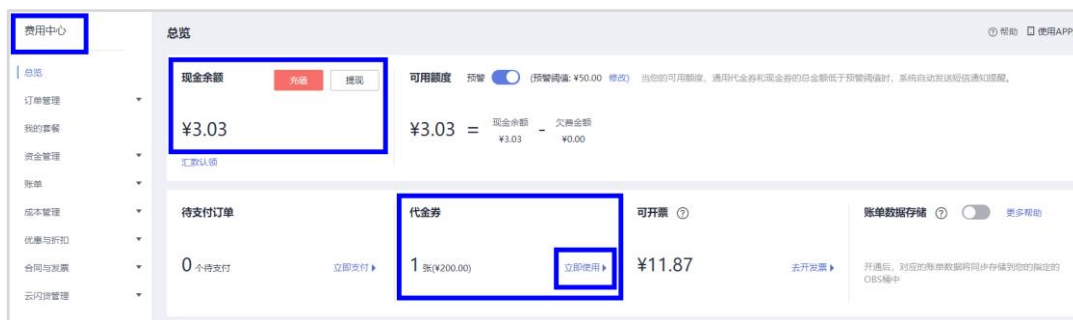 费用中心
总览
帮助 使用APP
总览
订单管理
我的套餐
资金管理
账单
成本管理
优惠与折扣
合同与发票
云闪贷管理
现金余额 充值 提现
¥3.03
汇款认领
可用额度 预警 (预警阈值: ¥50.00 修改) 当您的可用额度、通用代金券和现金券的总金额低于预警阈值时，系统自动发送短信通知提醒。
¥3.03 = 现金余额 ¥3.03 - 欠费金额 ¥0.00
待支付订单
0 个待支付 立即支付
代金券
1 张(¥200.00) 立即使用
可开票
¥11.87 去开发票
账单数据存储 更多帮助
开通后，对应的账单数据将同步存储到您的指定的
OBS桶中